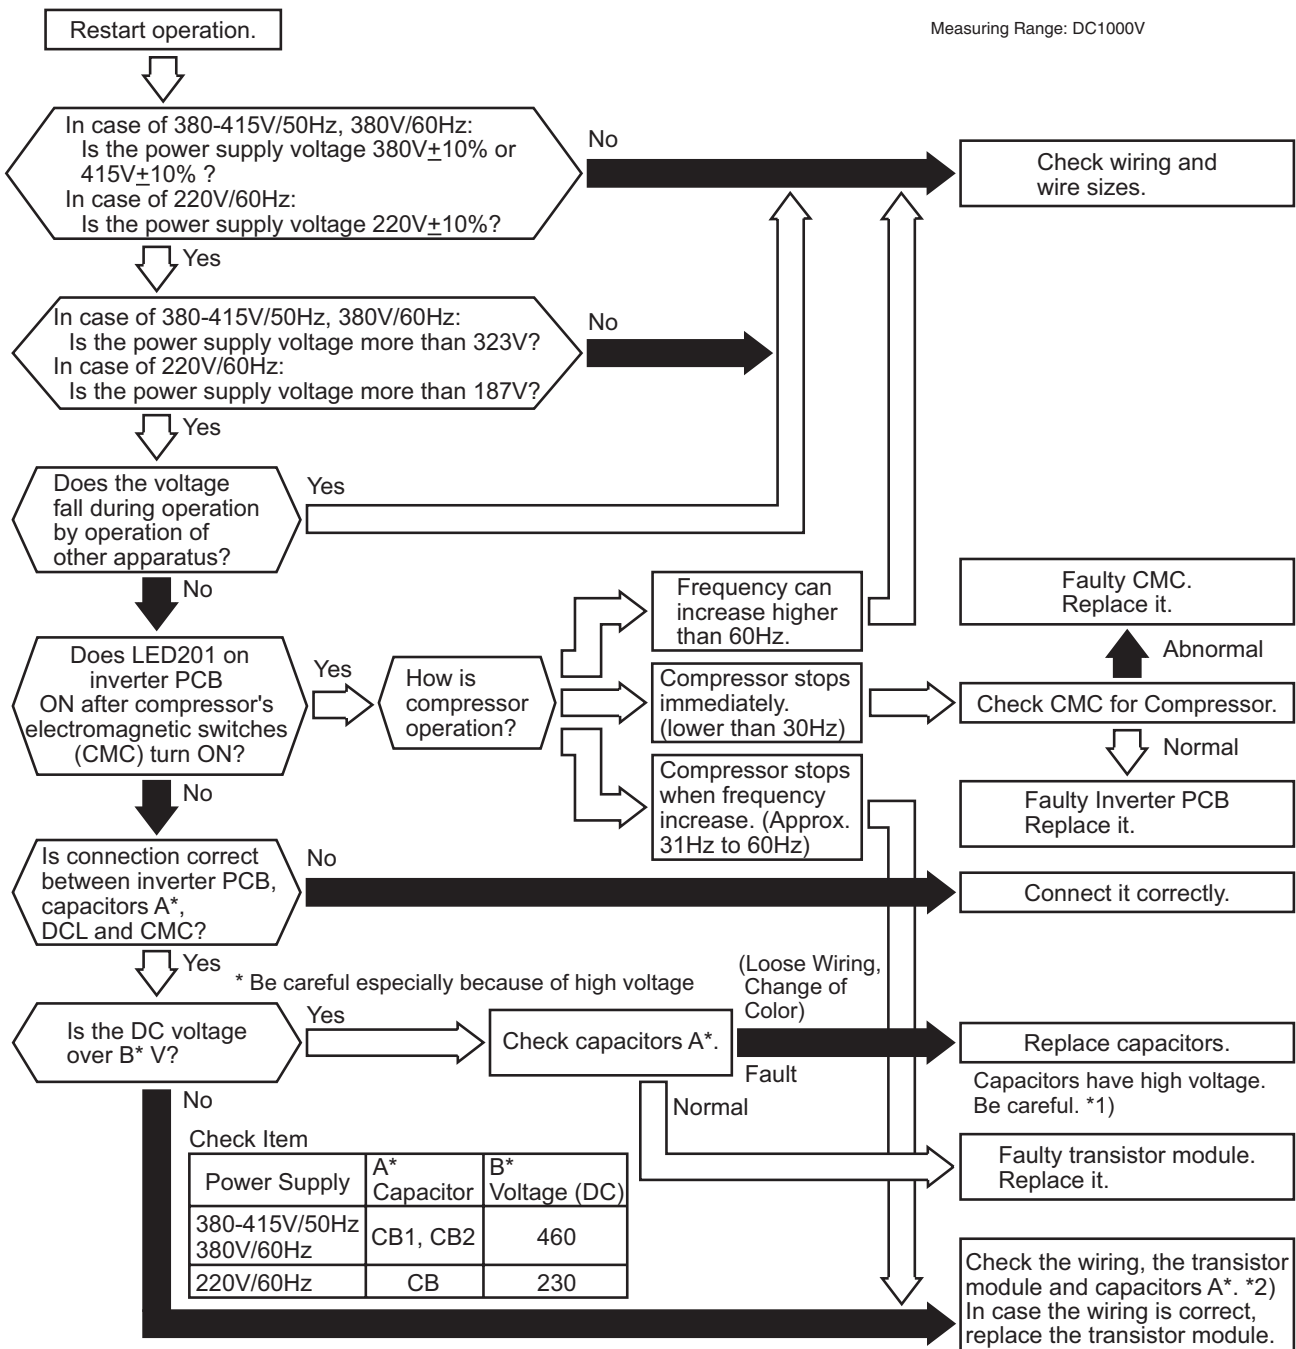 Restart operation.
Measuring Range: DC1000V
In case of 380-415V/50Hz, 380V/60Hz:
Is the power supply voltage 380V±10% or
415V±10% ?
In case of 220V/60Hz:
Is the power supply voltage 220V±10%?
No
Check wiring and
wire sizes.
Yes
In case of 380-415V/50Hz, 380V/60Hz:
Is the power supply voltage more than 323V?
In case of 220V/60Hz:
Is the power supply voltage more than 187V?
No
Yes
Does the voltage
fall during operation
by operation of
other apparatus?
Yes
No
Does LED201 on
inverter PCB
ON after compressor's
electromagnetic switches
(CMC) turn ON?
Yes
How is
compressor
operation?
Frequency can
increase higher
than 60Hz.
Compressor stops
immediately.
(lower than 30Hz)
Compressor stops
when frequency
increase. (Approx.
31Hz to 60Hz)
Faulty CMC.
Replace it.
Abnormal
Check CMC for Compressor.
Normal
Faulty Inverter PCB
Replace it.
No
Is connection correct
between inverter PCB,
capacitors A*,
DCL and CMC?
No
Connect it correctly.
Yes
* Be careful especially because of high voltage
Is the DC voltage
over B* V?
Yes
Check capacitors A*.
(Loose Wiring,
Change of
Color)
Fault
Replace capacitors.
Capacitors have high voltage.
Be careful. *1)
Normal
Faulty transistor module.
Replace it.
No
Check Item
Power Supply
A*
Capacitor
B*
Voltage (DC)
380-415V/50Hz
380V/60Hz
CB1, CB2
460
220V/60Hz
CB
230
Check the wiring, the transistor
module and capacitors A*. *2)
In case the wiring is correct,
replace the transistor module.